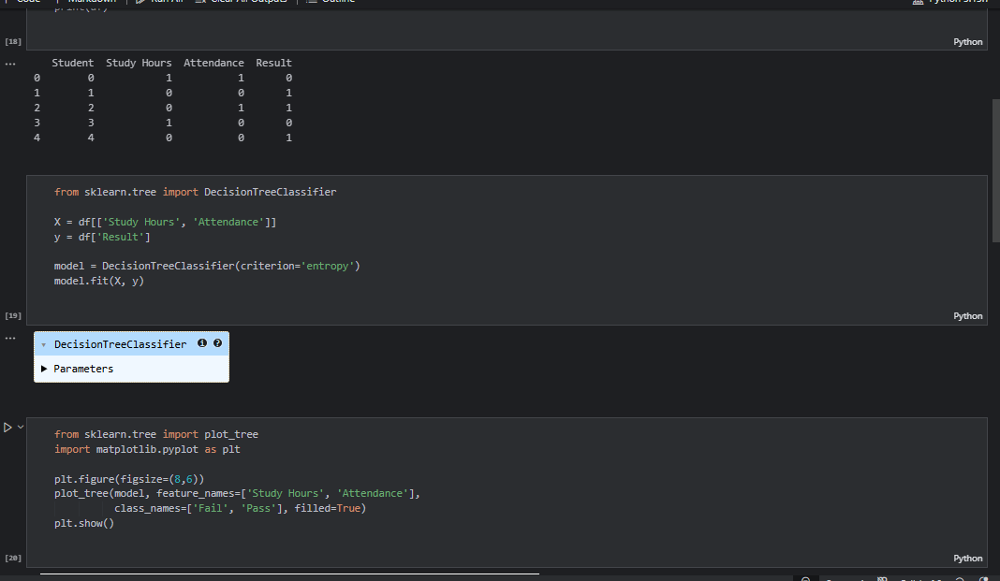 Code Markdown Run All Clear All Outputs Outline
print(df)
[18]
Python
Student Study Hours Attendance Result
0 0 1 1 0
1 1 0 0 1
2 2 0 1 1
3 3 1 0 0
4 4 0 0 1
from sklearn.tree import DecisionTreeClassifier
X = df[['Study Hours', 'Attendance']]
y = df['Result']
model = DecisionTreeClassifier(criterion='entropy')
model.fit(X, y)
[19]
Python
DecisionTreeClassifier
Parameters
from sklearn.tree import plot_tree
import matplotlib.pyplot as plt
plt.figure(figsize=(8,6))
plot_tree(model, feature_names=['Study Hours', 'Attendance'],
class_names=['Fail', 'Pass'], filled=True)
plt.show()
[20]
Python